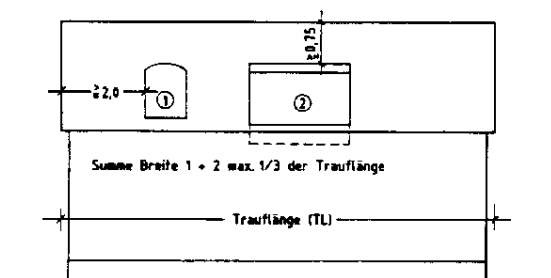 ≥0,75
≥2,0
①
②
Summe Breite 1 + 2 max. 1/3 der Trauflänge
Trauflänge (TL)